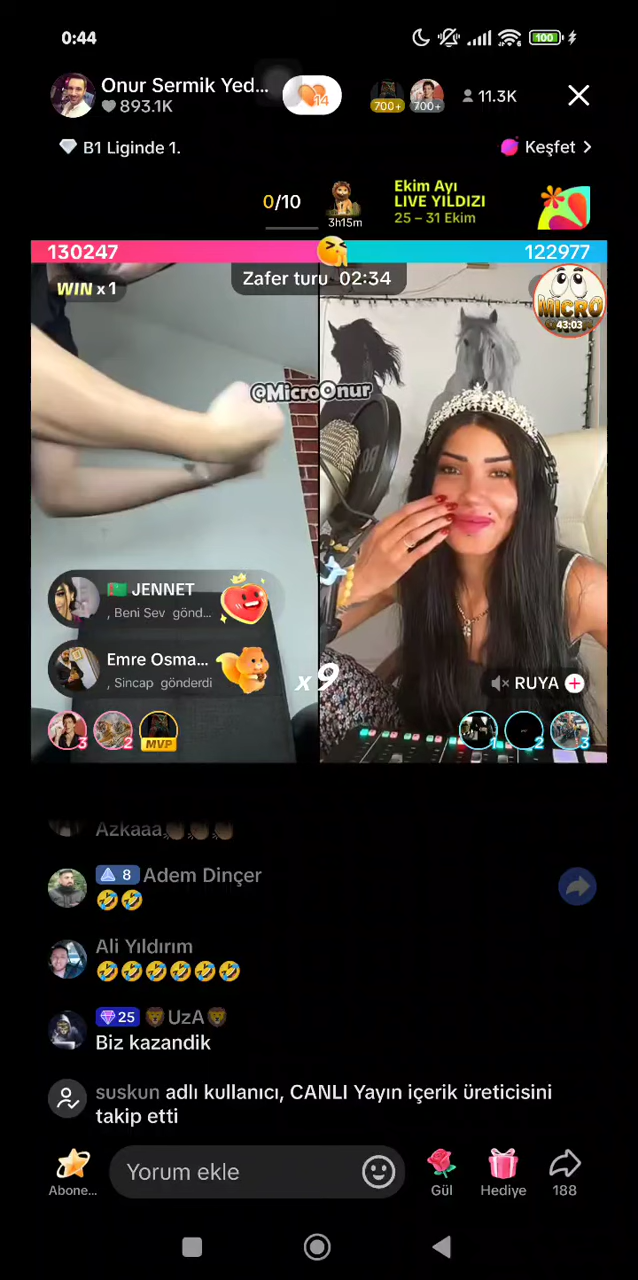 0:44
100
Onur Sermik Yed...
893.1K
14
700+
700+
11.3K
B1 Liginde 1.
Keşfet
0/10
3h15m
Ekim Ayı
LIVE YILDIZI
25 – 31 Ekim
130247
122977
WIN x 1
Zafer turu 02:34
MICRO
ONUR
43:03
@MicroOnur
JENNET
, Beni Sev gönd...
Emre Osma...
, Sincap gönderdi
x9
RUYA
3
2
MVP
1
2
3
Azkaaa
8 Adem Dinçer
Ali Yıldırım
25 UzA
Biz kazandik
suskun adlı kullanıcı, CANLI Yayın içerik üreticisini
takip etti
Abone...
Yorum ekle
Gül
Hediye
188